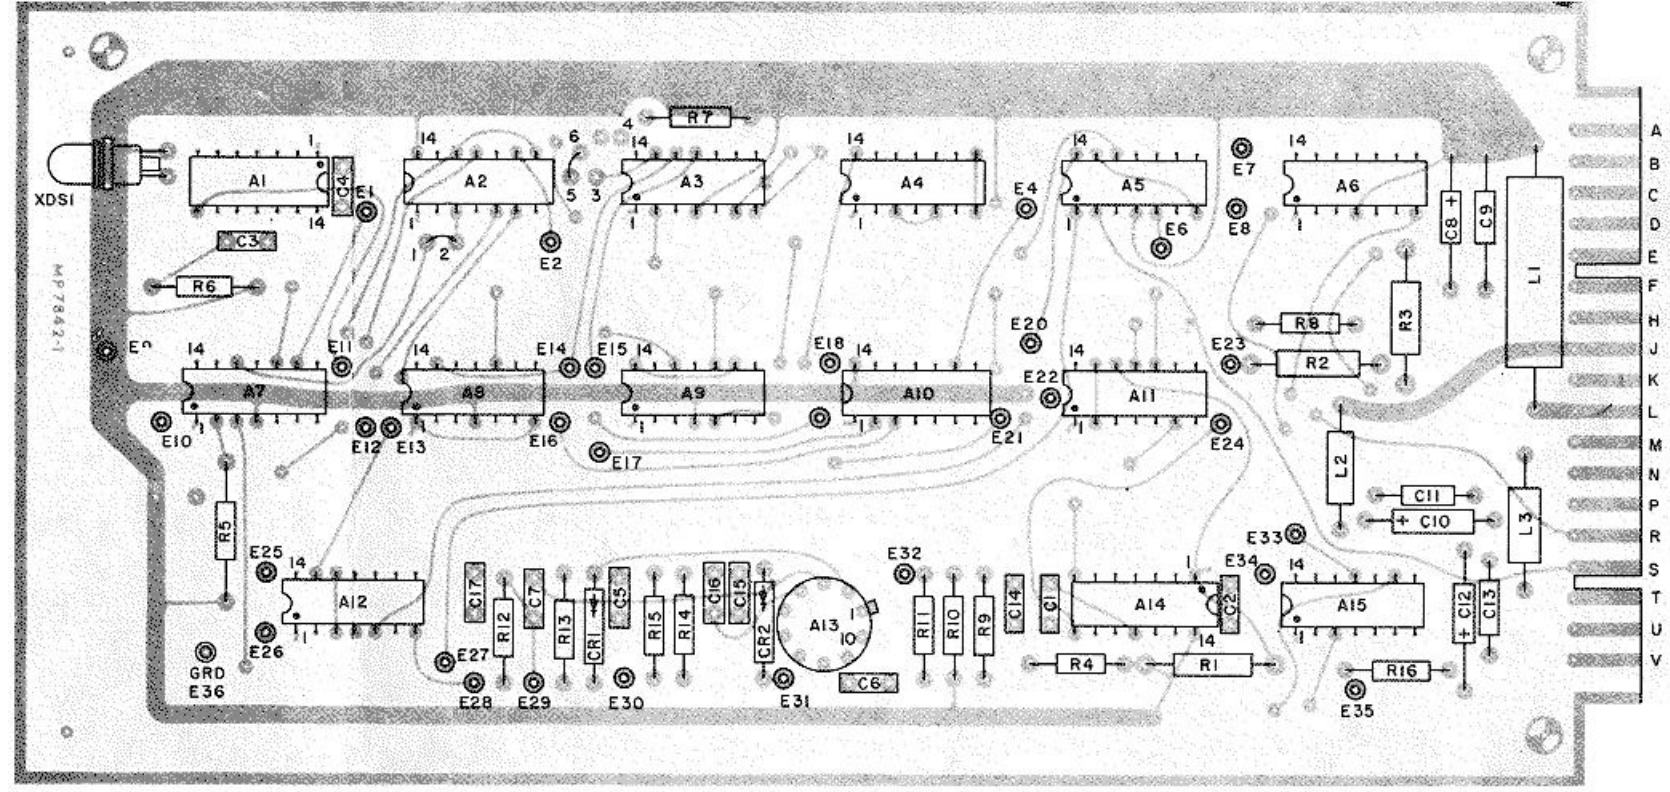 4 R7 A
14 6 14 14 14 E7 14
1 B
XDS1 A1 C4 E1 A2 5 3 A3 A4 E4 A5 A6 C8 + C9 C
14 1 1 1 1 E6 E8 1 D
C3 1 2 E2 E
R6 L1 F
MP7842-1 E20 R8 R3 H
14 E11 14 E14 E15 14 E18 14 14 E23 R2 J
A7 A8 A9 A10 E22 A11 K
E10 1 E12 E13 1 E16 1 1 E21 1 E24 L
E17 L2 M
N
C11 P
R5 C10 + L3 R
E25 14 E32 E33 E34 1 14 S
A12 C17 R12 C7 R13 CR1 C5 R15 R14 C16 C15 CR2 A13 1 10 R11 R10 R9 C14 C1 A14 C2 A15 C12 + C13 T
E26 1 14 1 U
GRD E27 R4 R1 R16 V
E36 E28 E29 E30 E31 C6 E35